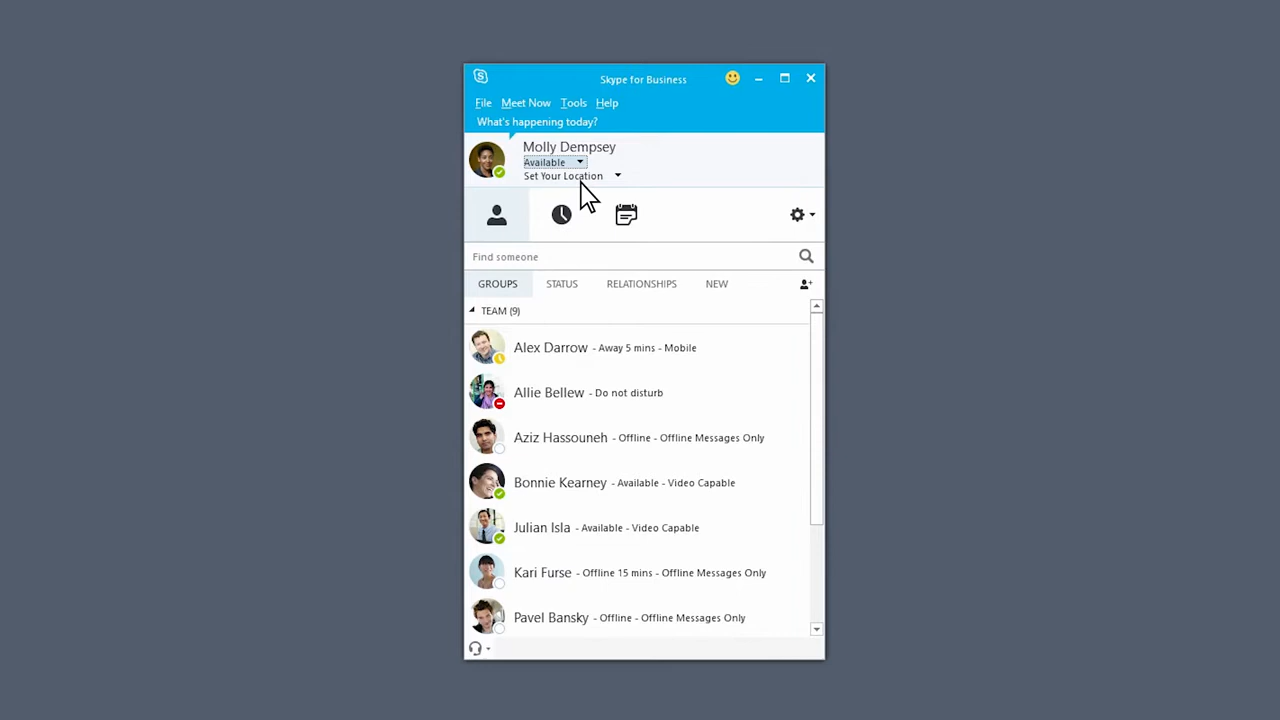 Skype for Business
File Meet Now Tools Help
What's happening today?
Molly Dempsey
Available
Set Your Location
Find someone
GROUPS STATUS RELATIONSHIPS NEW
TEAM (9)
Alex Darrow - Away 5 mins - Mobile
Allie Bellew - Do not disturb
Aziz Hassouneh - Offline - Offline Messages Only
Bonnie Kearney - Available - Video Capable
Julian Isla - Available - Video Capable
Kari Furse - Offline 15 mins - Offline Messages Only
Pavel Bansky - Offline - Offline Messages Only